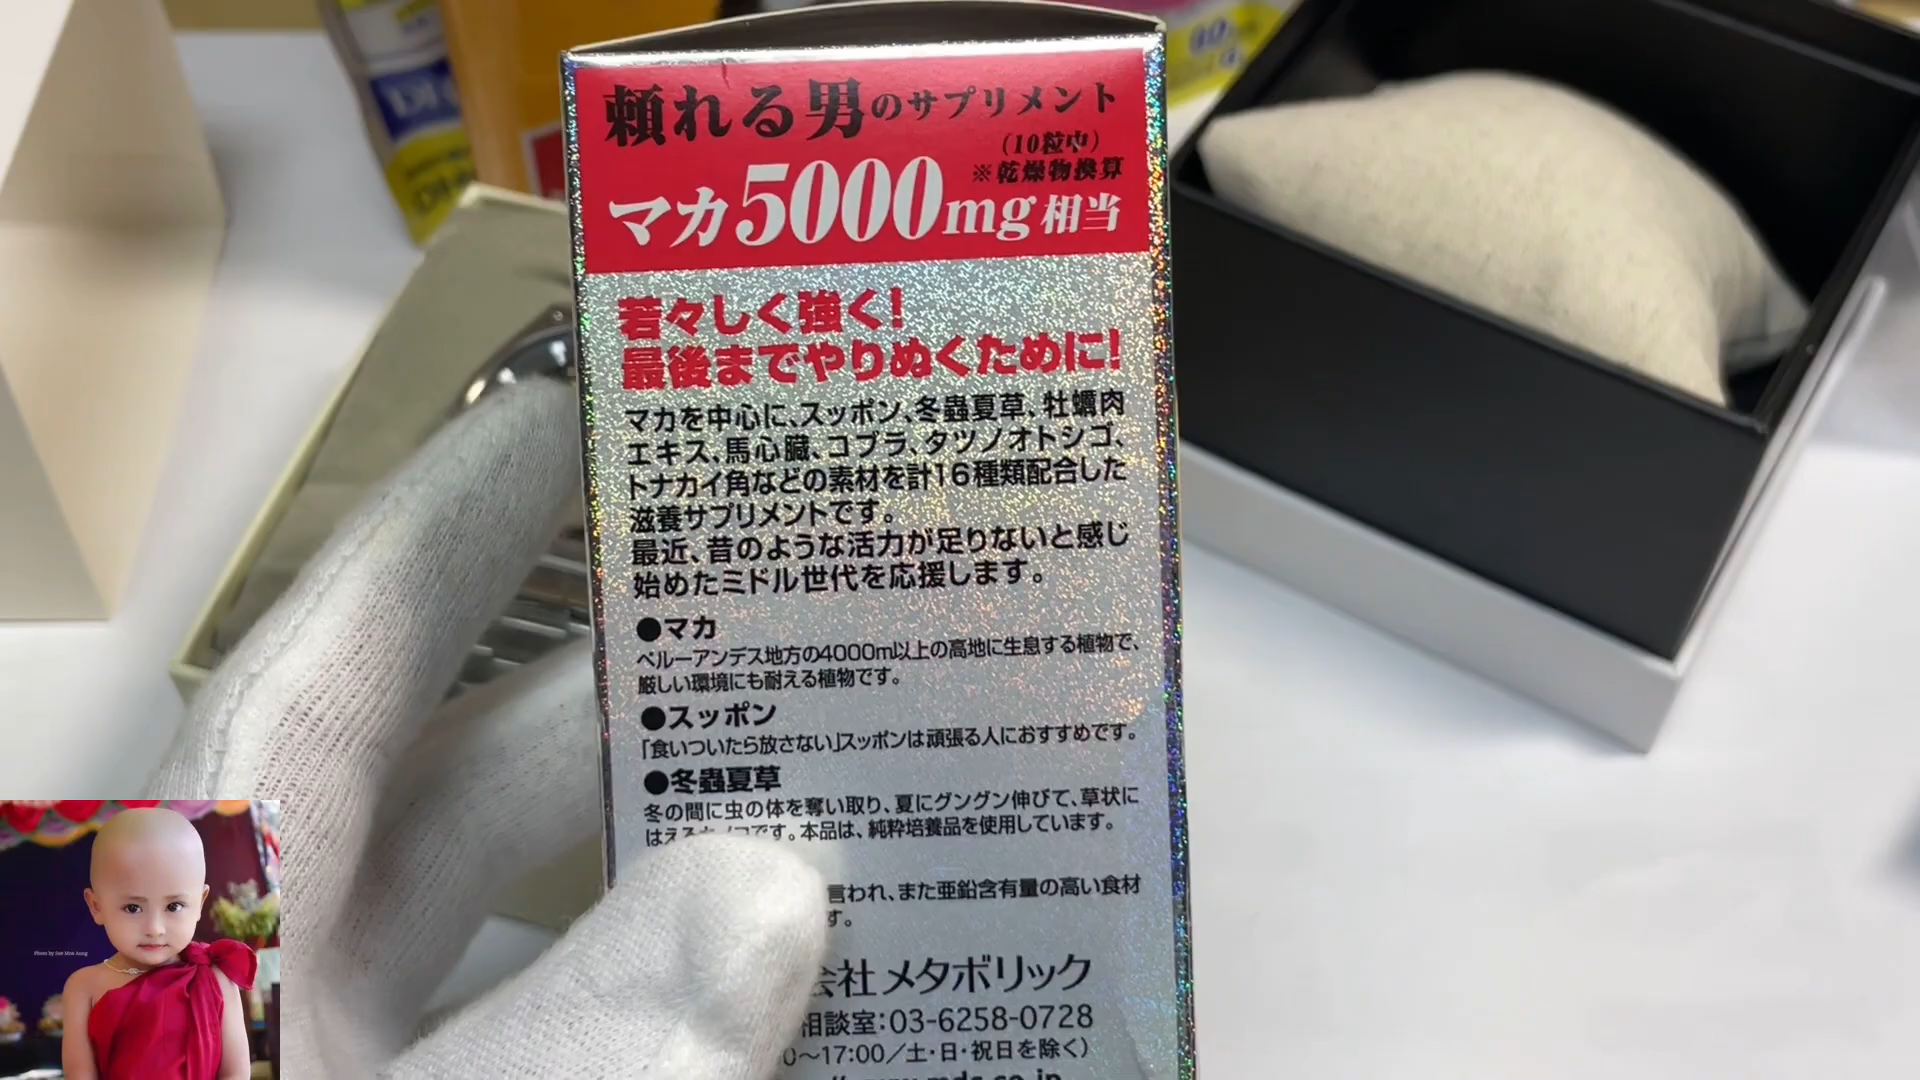 頼れる男のサプリメント
(10粒中)
※乾燥物換算
マカ5000mg相当
若々しく強く!
最後までやりぬくために!
マカを中心に、スッポン、冬蟲夏草、牡蠣肉
エキス、馬心臓、コブラ、タツノオトシゴ、
トナカイ角などの素材を計16種類配合した
滋養サプリメントです。
最近、昔のような活力が足りないと感じ
始めたミドル世代を応援します。
●マカ
ペルーアンデス地方の4000m以上の高地に生息する植物で、
厳しい環境にも耐える植物です。
●スッポン
「食いついたら放さない」スッポンは頑張る人におすすめです。
●冬蟲夏草
冬の間に虫の体を奪い取り、夏にグングン伸びて、草状に
はえ です。本品は、純粋培養品を使用しています。
言われ、また亜鉛含有量の高い食材
す。
会社メタボリック
相談室:03-6258-0728
0〜17:00/土・日・祝日を除く)
60
Photo by Soe Moe Aung